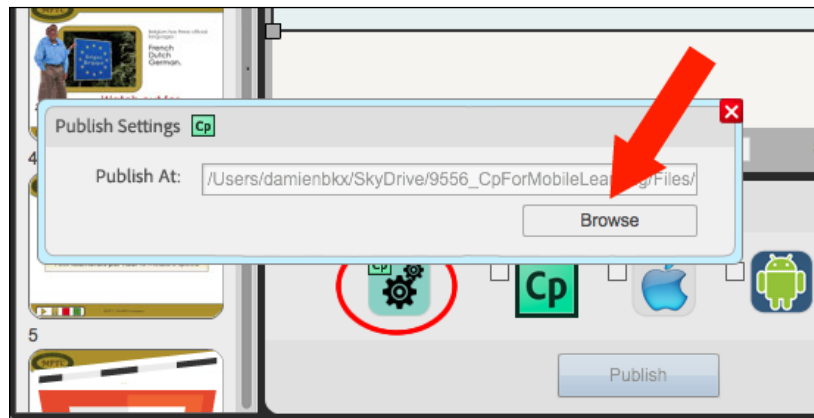 Belgium has three official
languages :
French
Dutch
German.
4
Publish Settings Cp
Publish At: /Users/damienbkx/SkyDrive/9556_CpForMobileLearning/Files/
Browse
Cp
Cp
5
Publish